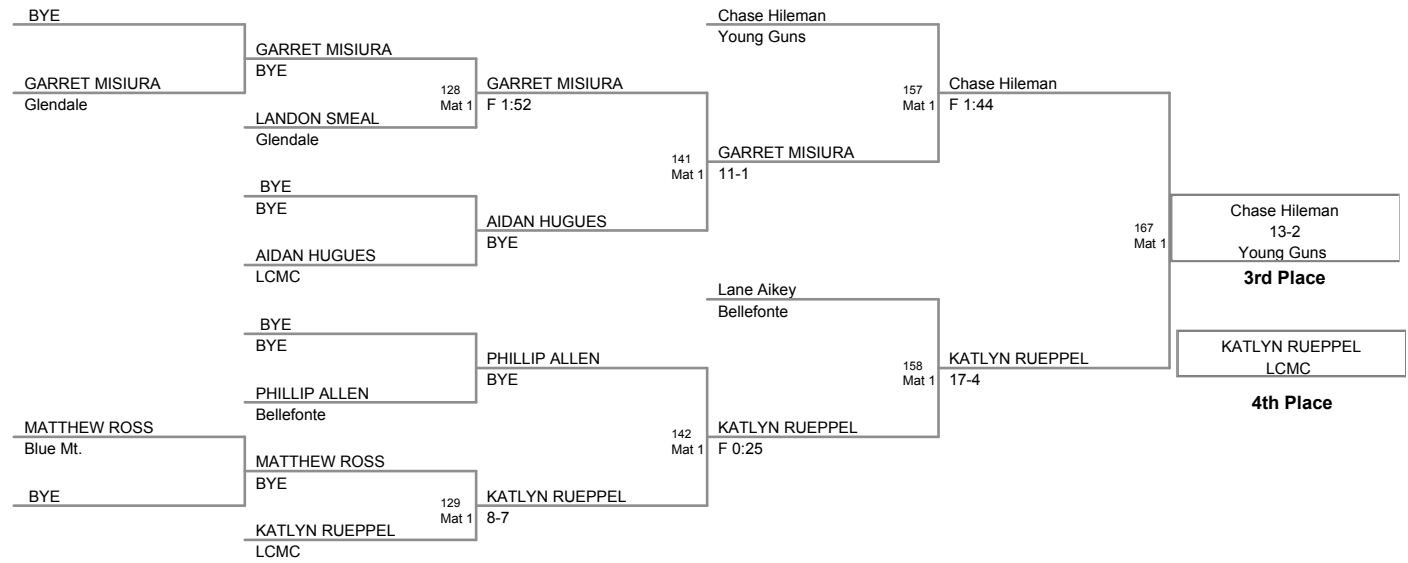 BYE
GARRET MISIURA
Glendale
MATTHEW ROSS
Blue Mt.
BYE
GARRET MISIURA
BYE
128
Mat 1
LANDON SMEAL
Glendale
BYE
BYE
AIDAN HUGUES
LCMC
BYE
BYE
PHILLIP ALLEN
Bellefonte
MATTHEW ROSS
BYE
129
Mat 1
KATLYN RUEPPEL
LCMC
GARRET MISIURA
F 1:52
141
Mat 1
AIDAN HUGUES
BYE
PHILLIP ALLEN
BYE
142
Mat 1
KATLYN RUEPPEL
8-7
Chase Hileman
Young Guns
157
Mat 1
GARRET MISIURA
11-1
Lane Aikey
Bellefonte
158
Mat 1
KATLYN RUEPPEL
F 0:25
Chase Hileman
F 1:44
167
Mat 1
KATLYN RUEPPEL
17-4
Chase Hileman
13-2
Young Guns
3rd Place
KATLYN RUEPPEL
LCMC
4th Place